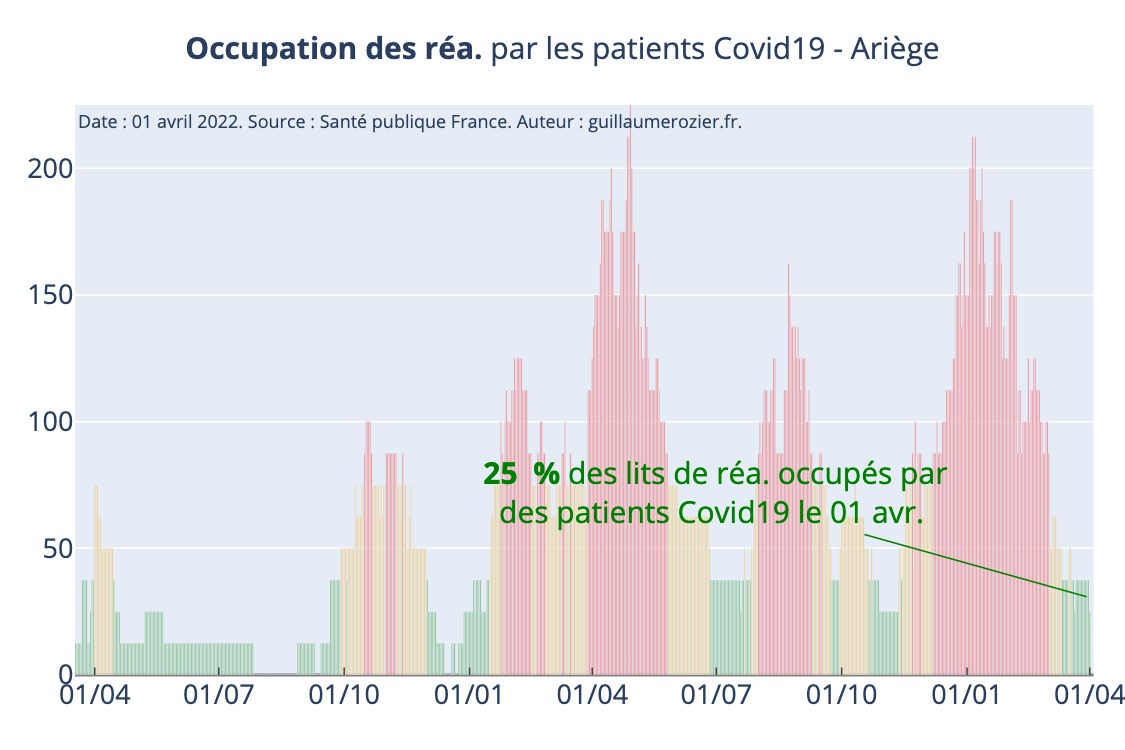 Occupation des réa. par les patients Covid19 - Ariège
Date : 01 avril 2022. Source : Santé publique France. Auteur : guillaumerozier.fr.
200
150
100
25 % des lits de réa. occupés par
des patients Covid19 le 01 avr.
50
0
01/04 01/07 01/10 01/01 01/04 01/07 01/10 01/01 01/04